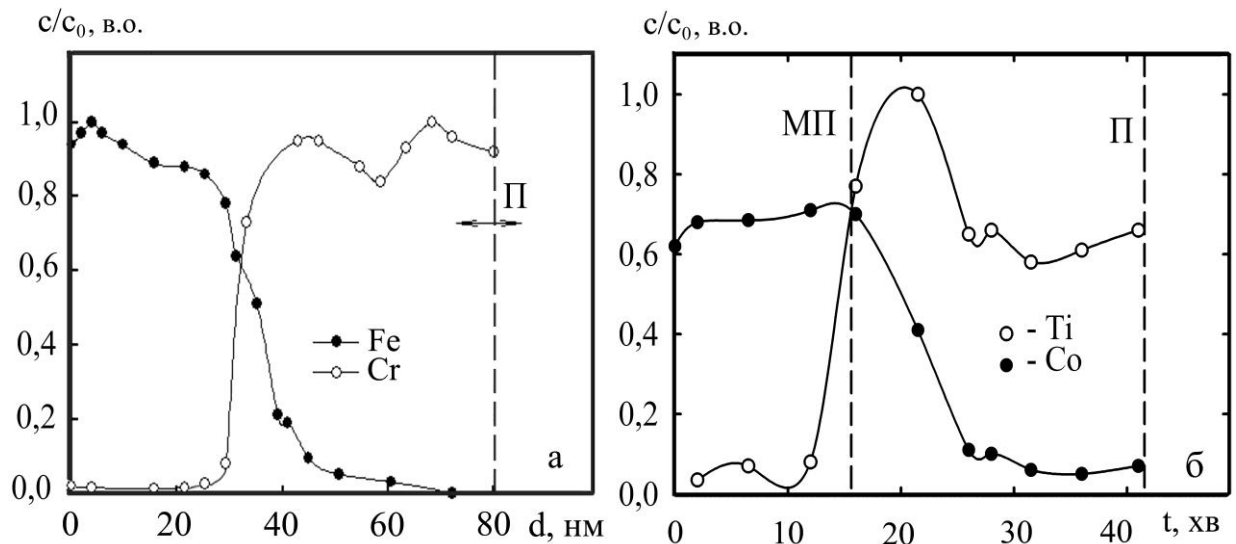 c/c₀, в.о.
1,0
0,8
0,6
0,4
0,2
0,0
0 20 40 60 80 d, нм
П
Fe
Cr
а
c/c₀, в.о.
1,0
0,8
0,6
0,4
0,2
0,0
0 10 20 30 40 t, хв
МП
П
- Ti
- Co
б